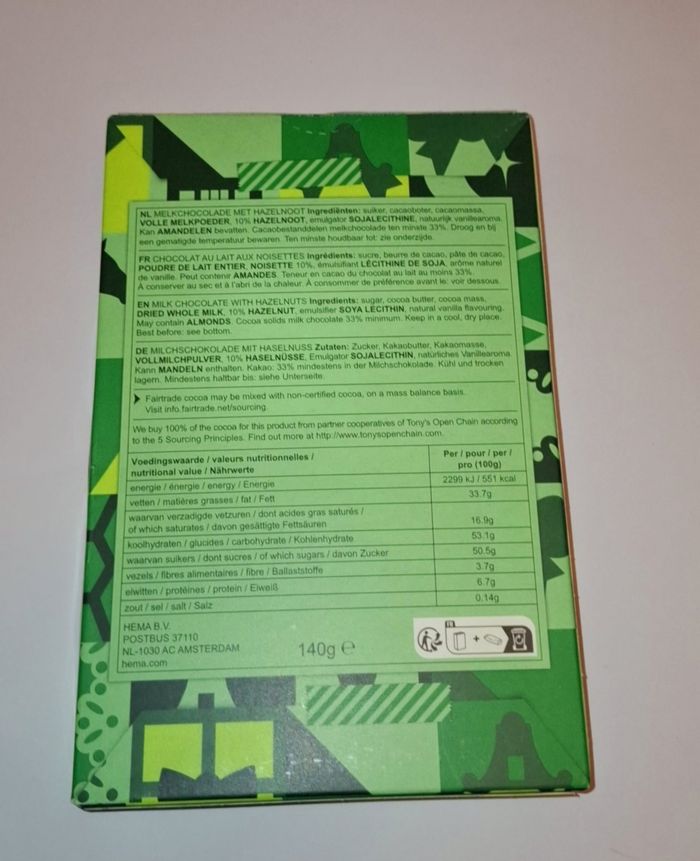 NL MELKCHOCOLADE MET HAZELNOOT Ingrediënten: suiker, cacaoboter, cacaomassa,
VOLLE MELKPOEDER, 10% HAZELNOOT, emulgator SOJALECITHINE, natuurlijk vanillearoma.
Kan AMANDELEN bevatten. Cacaobestanddelen melkchocolade ten minste 33%. Droog en bij
een gematigde temperatuur bewaren. Ten minste houdbaar tot: zie onderzijde.
FR CHOCOLAT AU LAIT AUX NOISETTES Ingrédients: sucre, beurre de cacao, pâte de cacao,
POUDRE DE LAIT ENTIER, NOISETTE 10%, émulsifiant LÉCITHINE DE SOJA, arôme naturel
de vanille. Peut contenir AMANDES. Teneur en cacao du chocolat au lait au moins 33%.
À conserver au sec et à l'abri de la chaleur. À consommer de préférence avant le: voir dessous.
EN MILK CHOCOLATE WITH HAZELNUTS Ingredients: sugar, cocoa butter, cocoa mass,
DRIED WHOLE MILK, 10% HAZELNUT, emulsifier SOYA LECITHIN, natural vanilla flavouring.
May contain ALMONDS. Cocoa solids milk chocolate 33% minimum. Keep in a cool, dry place.
Best before: see bottom.
DE MILCHSCHOKOLADE MIT HASELNUSS Zutaten: Zucker, Kakaobutter, Kakaomasse,
VOLLMILCHPULVER, 10% HASELNÜSSE, Emulgator SOJALECITHIN, natürliches Vanillearoma.
Kann MANDELN enthalten. Kakao: 33% mindestens in der Milchschokolade. Kühl und trocken
lagern. Mindestens haltbar bis: siehe Unterseite.
Fairtrade cocoa may be mixed with non-certified cocoa, on a mass balance basis.
Visit info.fairtrade.net/sourcing.
We buy 100% of the cocoa for this product from partner cooperatives of Tony's Open Chain according
to the 5 Sourcing Principles. Find out more at http://www.tonysopenchain.com.
Voedingswaarde / valeurs nutritionnelles / Per / pour / per /
nutritional value / Nährwerte pro (100g)
energie / énergie / energy / Energie 2299 kJ / 551 kcal
vetten / matières grasses / fat / Fett 33.7g
waarvan verzadigde vetzuren / dont acides gras saturés /
of which saturates / davon gesättigte Fettsäuren 16.9g
koolhydraten / glucides / carbohydrate / Kohlenhydrate 53.1g
waarvan suikers / dont sucres / of which sugars / davon Zucker 50.5g
vezels / fibres alimentaires / fibre / Ballaststoffe 3.7g
eiwitten / protéines / protein / Eiweiß 6.7g
zout / sel / salt / Salz 0.14g
HEMA B.V.
POSTBUS 37110
NL-1030 AC AMSTERDAM
hema.com
140g e
FR
+